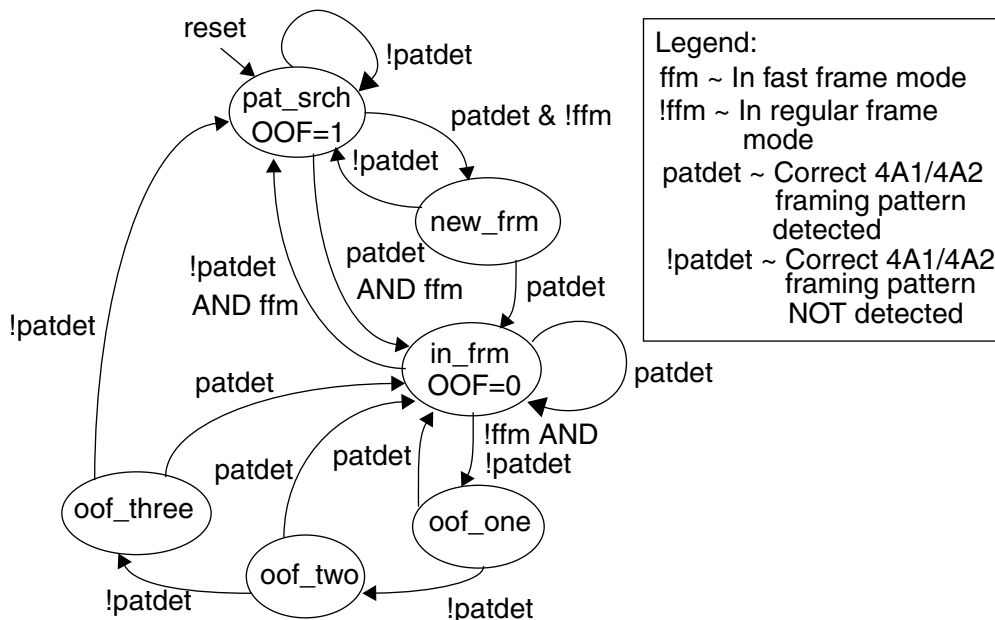 reset
!patdet
pat_srch
OOF=1
patdet & !ffm
!patdet
new_frm
!patdet
AND ffm
patdet
AND ffm
patdet
!patdet
in_frm
OOF=0
patdet
patdet
!ffm AND
!patdet
patdet
patdet
oof_three
oof_one
oof_two
!patdet
!patdet
Legend:
ffm ~ In fast frame mode
!ffm ~ In regular frame
mode
patdet ~ Correct 4A1/4A2
framing pattern
detected
!patdet ~ Correct 4A1/4A2
framing pattern
NOT detected